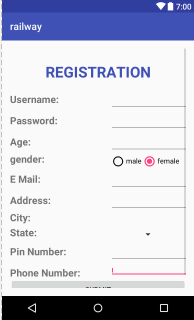 7:00
railway
REGISTRATION
Username:
Password:
Age:
gender: male female
E Mail:
Address:
City:
State:
Pin Number:
Phone Number: